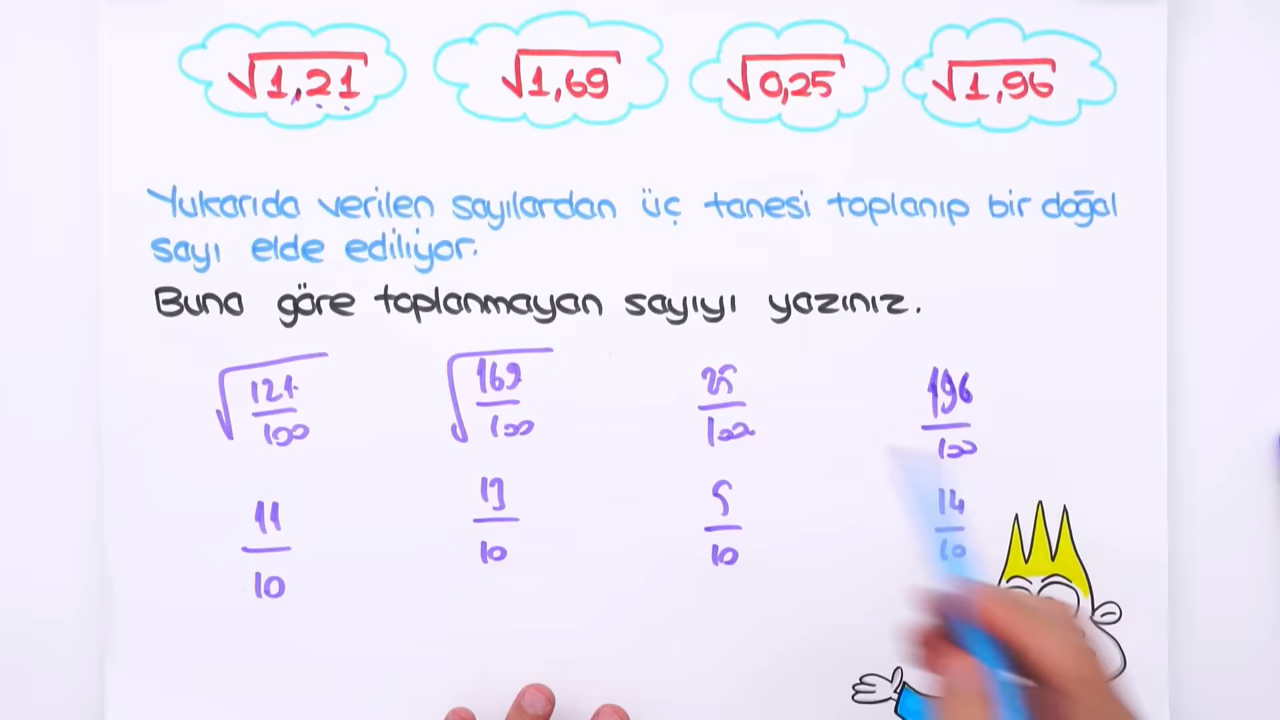 √1,21 √1,69 √0,25 √1,96
Yukarıda verilen sayılardan üç tanesi toplanıp bir doğal
sayı elde ediliyor.
Buna göre toplanmayan sayıyı yazınız.
√121/100 √169/100 25/100 196/100
11/10 13/10 5/10 14/10